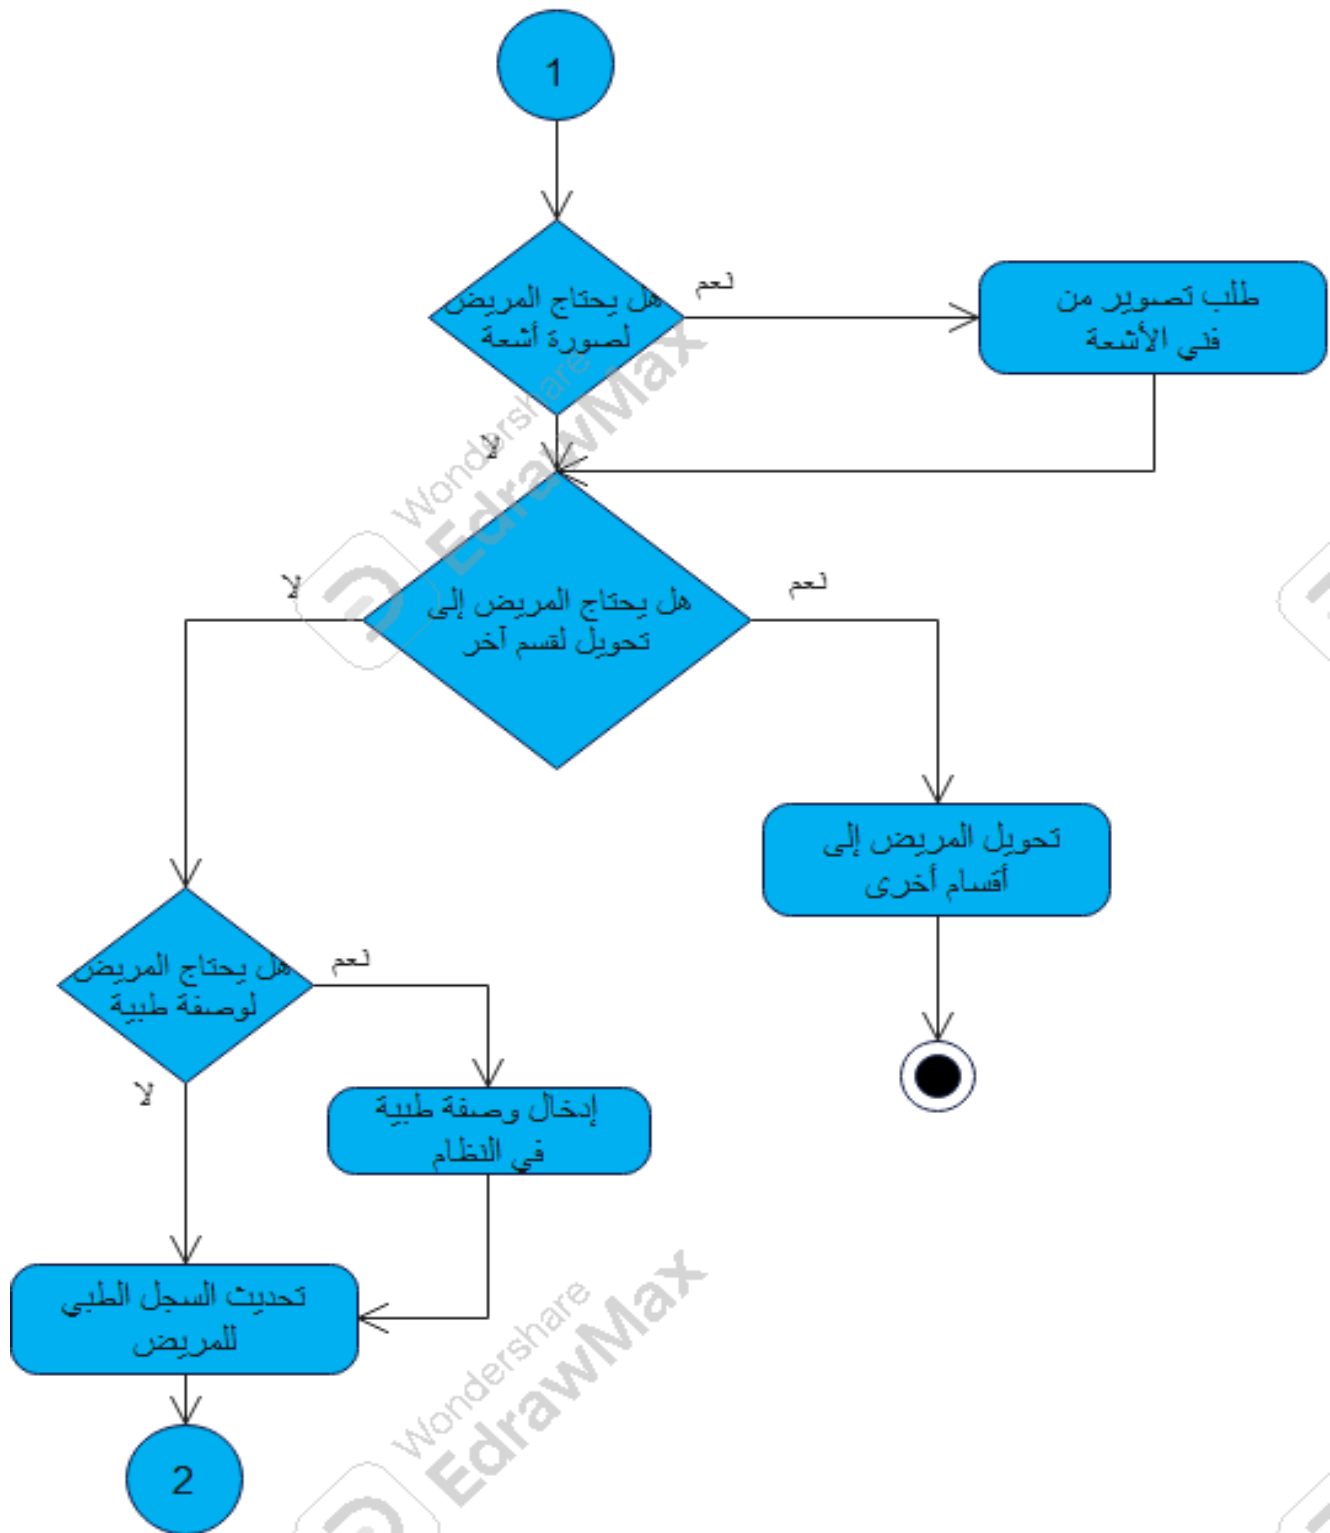 1
هل يحتاج المريض
لصورة أشعة
نعم
طلب تصوير من
فني الأشعة
لا
هل يحتاج المريض إلى
تحويل لقسم آخر
نعم
لا
تحويل المريض إلى
أقسام أخرى
هل يحتاج المريض
لوصفة طبية
نعم
لا
إدخال وصفة طبية
في النظام
تحديث السجل الطبي
للمريض
2
Wondershare
EdrawMax
Wondershare
EdrawMax